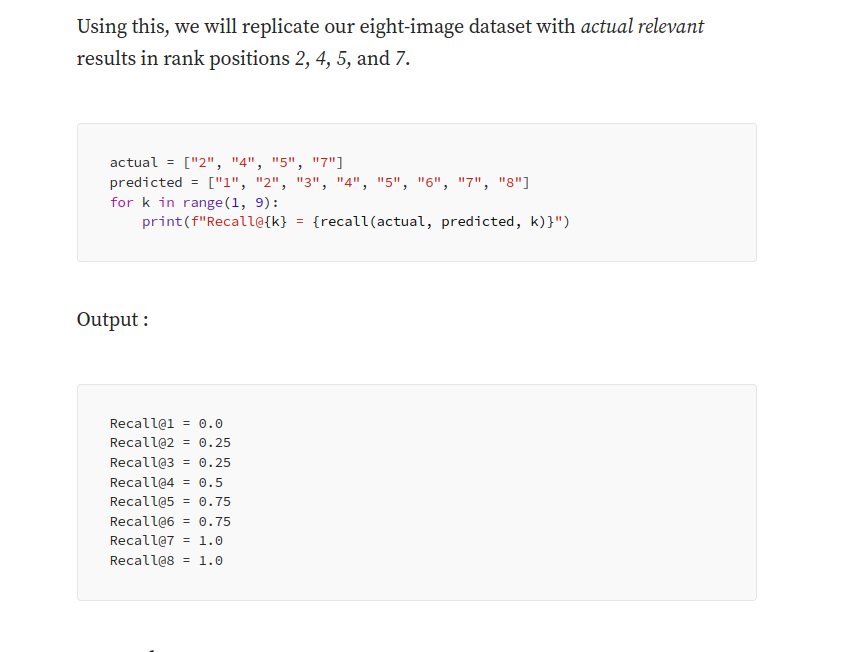 Using this, we will replicate our eight-image dataset with actual relevant
results in rank positions 2, 4, 5, and 7.
actual = ["2", "4", "5", "7"]
predicted = ["1", "2", "3", "4", "5", "6", "7", "8"]
for k in range(1, 9):
    print(f"Recall@{k} = {recall(actual, predicted, k)}")
Output :
Recall@1 = 0.0
Recall@2 = 0.25
Recall@3 = 0.25
Recall@4 = 0.5
Recall@5 = 0.75
Recall@6 = 0.75
Recall@7 = 1.0
Recall@8 = 1.0